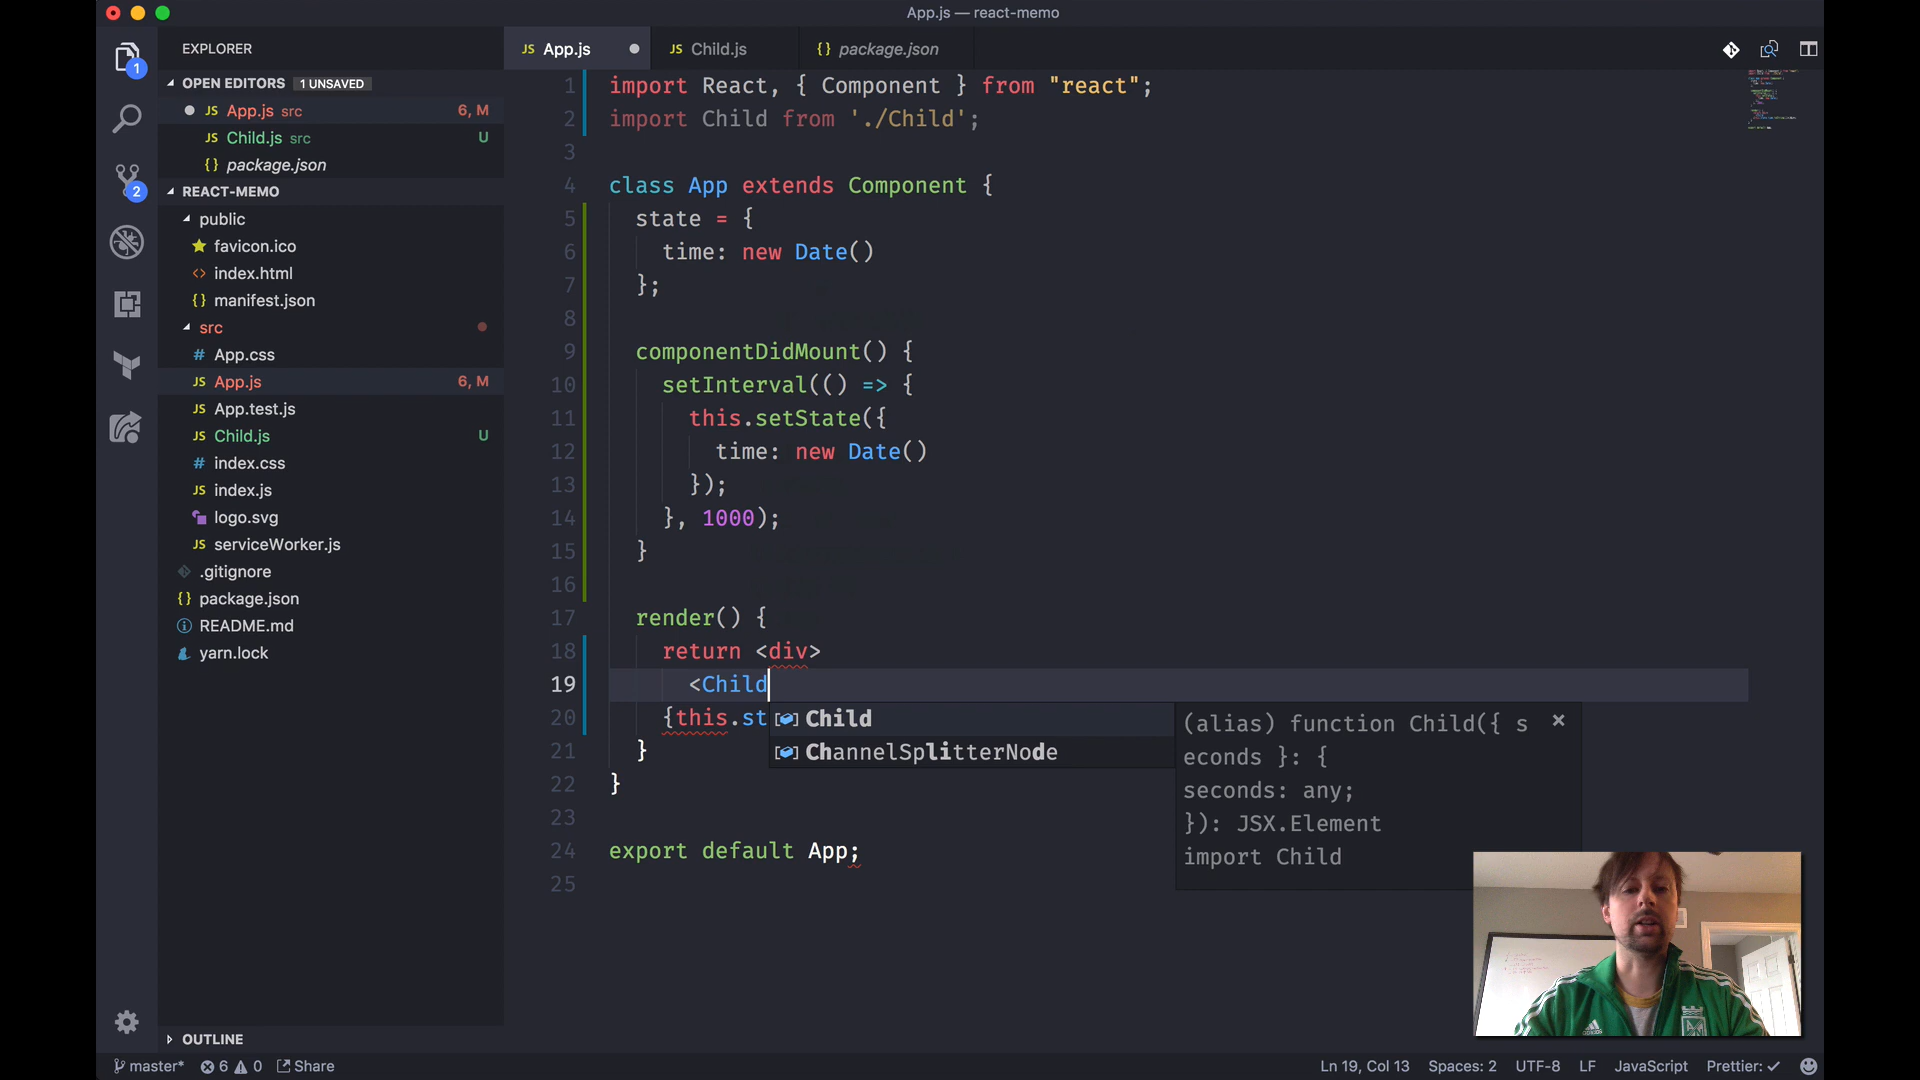 App.js — react-memo
EXPLORER
OPEN EDITORS 1 UNSAVED
JS App.js src 6, M
JS Child.js src U
{} package.json
REACT-MEMO
public
favicon.ico
<> index.html
{} manifest.json
src
# App.css
JS App.js 6, M
JS App.test.js
JS Child.js U
# index.css
JS index.js
logo.svg
JS serviceWorker.js
.gitignore
{} package.json
README.md
yarn.lock
OUTLINE
1
2
JS App.js
JS Child.js
{} package.json
1 import React, { Component } from "react";
2 import Child from './Child';
3
4 class App extends Component {
5 state = {
6 time: new Date()
7 };
8
9 componentDidMount() {
10 setInterval(() => {
11 this.setState({
12 time: new Date()
13 });
14 }, 1000);
15 }
16
17 render() {
18 return <div>
19 <Child
20 {this.st
21 }
22 }
23
24 export default App;
25
Child
ChannelSplitterNode
(alias) function Child({ s
econds }: {
seconds: any;
}): JSX.Element
import Child
master* 6 0 Share
Ln 19, Col 13 Spaces: 2 UTF-8 LF JavaScript Prettier: ✓